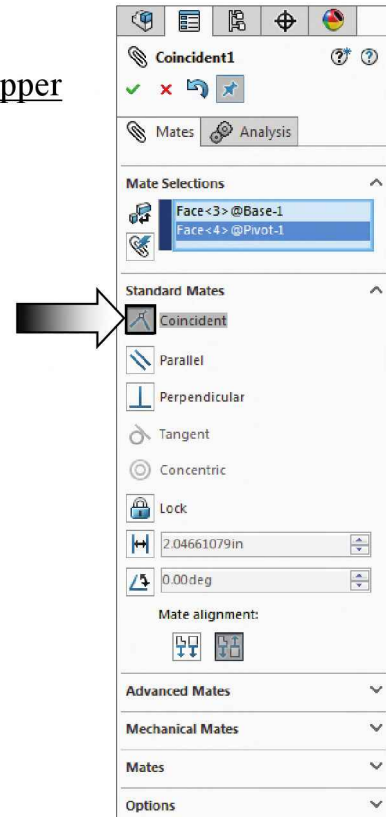 pper
Coincident1
Mates Analysis
Mate Selections
Face<3>@Base-1
Face<4>@Pivot-1
Standard Mates
Coincident
Parallel
Perpendicular
Tangent
Concentric
Lock
2.04661079in
0.00deg
Mate alignment:
Advanced Mates
Mechanical Mates
Mates
Options